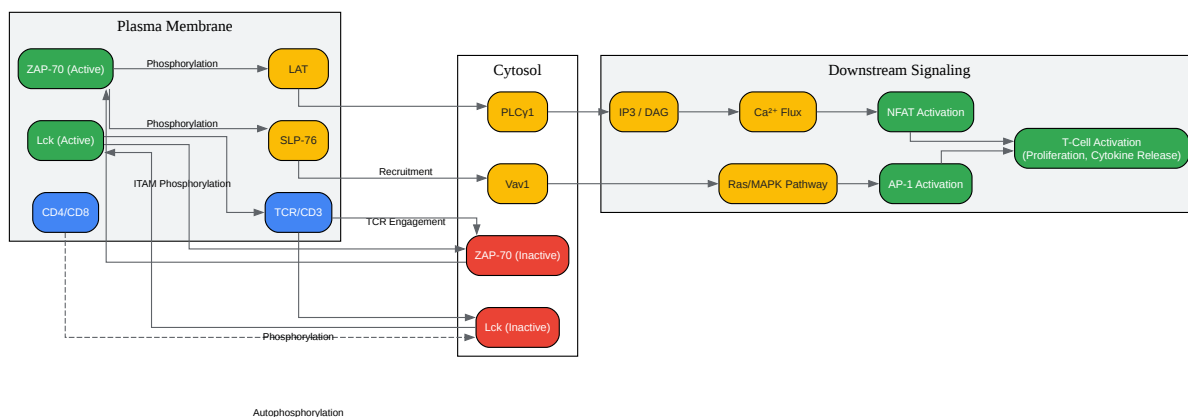 Plasma Membrane
ZAP-70 (Active)
Phosphorylation
LAT
Phosphorylation
Lck (Active)
SLP-76
ITAM Phosphorylation
CD4/CD8
TCR/CD3
Cytosol
PLCγ1
Recruitment
Vav1
TCR Engagement
ZAP-70 (Inactive)
Lck (Inactive)
Phosphorylation
Autophosphorylation
Downstream Signaling
IP3 / DAG
Ca²⁺ Flux
NFAT Activation
T-Cell Activation
(Proliferation, Cytokine Release)
Ras/MAPK Pathway
AP-1 Activation